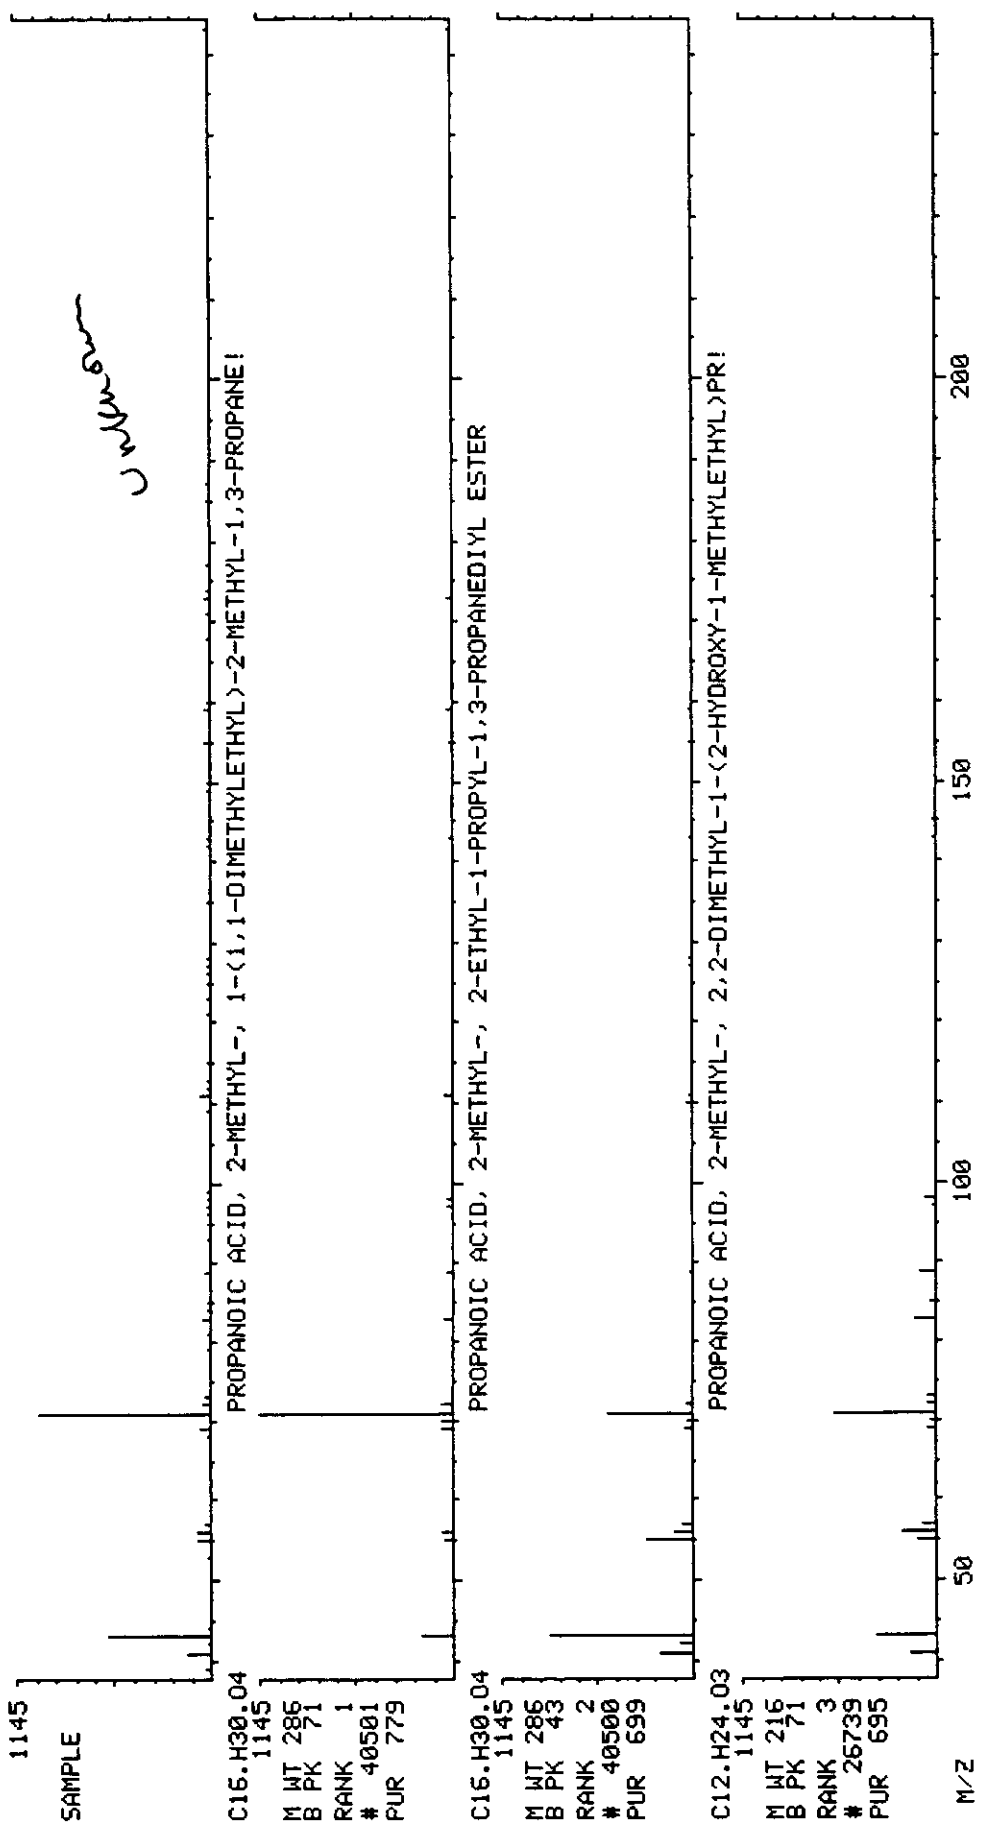 1145
SAMPLE
unknown
C16.H30.O4 PROPANOIC ACID, 2-METHYL-, 1-(1,1-DIMETHYLETHYL)-2-METHYL-1,3-PROPANE!
1145
M WT 286
B PK 71
RANK 1
# 40501
PUR 779
C16.H30.O4 PROPANOIC ACID, 2-METHYL-, 2-ETHYL-1-PROPYL-1,3-PROPANEDIYL ESTER
1145
M WT 286
B PK 43
RANK 2
# 40500
PUR 699
C12.H24.O3 PROPANOIC ACID, 2-METHYL-, 2,2-DIMETHYL-1-(2-HYDROXY-1-METHYLETHYL)PR!
1145
M WT 216
B PK 71
RANK 3
# 26739
PUR 695
M/Z 50 100 150 200